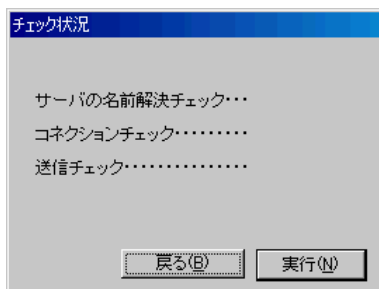 チェック状況
サーバの名前解決チェック・・・
コネクションチェック・・・・・・・・・
送信チェック・・・・・・・・・・・・・・・
戻る(B)
実行(N)